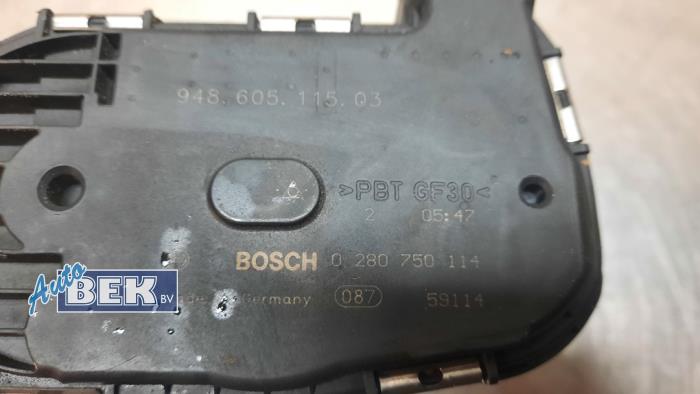 948.605.115.03
>PBT GF30<
2 05:47
BOSCH 0 280 750 114
Germany 087 59114
Auto
BEK BV